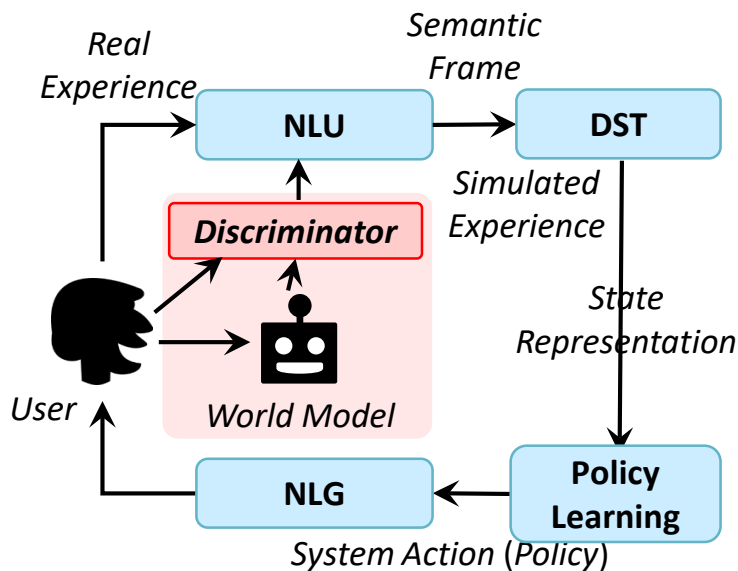 Real
Experience
Semantic
Frame
NLU
DST
Simulated
Experience
Discriminator
State
Representation
User
World Model
NLG
Policy
Learning
System Action (Policy)